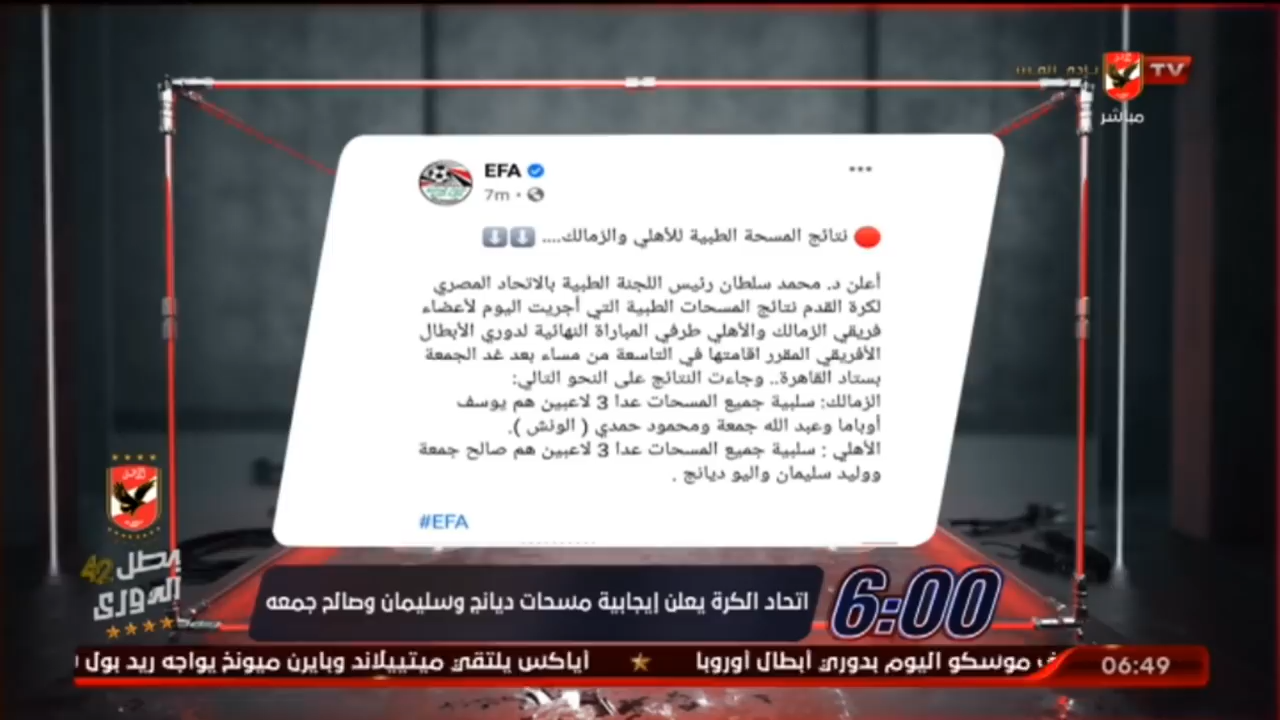 TV
مباشر
EFA
7m
نتائج المسحة الطبية للأهلي والزمالك....
أعلن د. محمد سلطان رئيس اللجنة الطبية بالاتحاد المصري
لكرة القدم نتائج المسحات الطبية التي أجريت اليوم لأعضاء
فريقي الزمالك والأهلي طرفي المباراة النهائية لدوري الأبطال
الأفريقي المقرر اقامتها في التاسعة من مساء بعد غد الجمعة
بستاد القاهرة.. وجاءت النتائج على النحو التالي:
الزمالك: سلبية جميع المسحات عدا 3 لاعبين هم يوسف
أوباما وعبد الله جمعة ومحمود حمدي ( الونش ).
الأهلي : سلبية جميع المسحات عدا 3 لاعبين هم صالح جمعة
ووليد سليمان واليو ديانج .
#EFA
بطل 42
الدورى
6:00
اتحاد الكرة يعلن إيجابية مسحات ديانج وسليمان وصالح جمعه
06:49
موسكو اليوم بدوري أبطال أوروبا
أياكس يلتقي ميتييلاند وبايرن ميونخ يواجه ريد بول